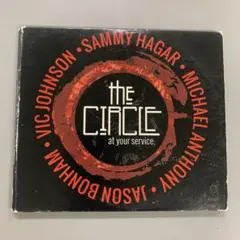 VIC JOHNSON • SAMMY HAGAR • MICHAEL ANTHONY • JASON BONHAM •
the
CIRCLE
at your service.